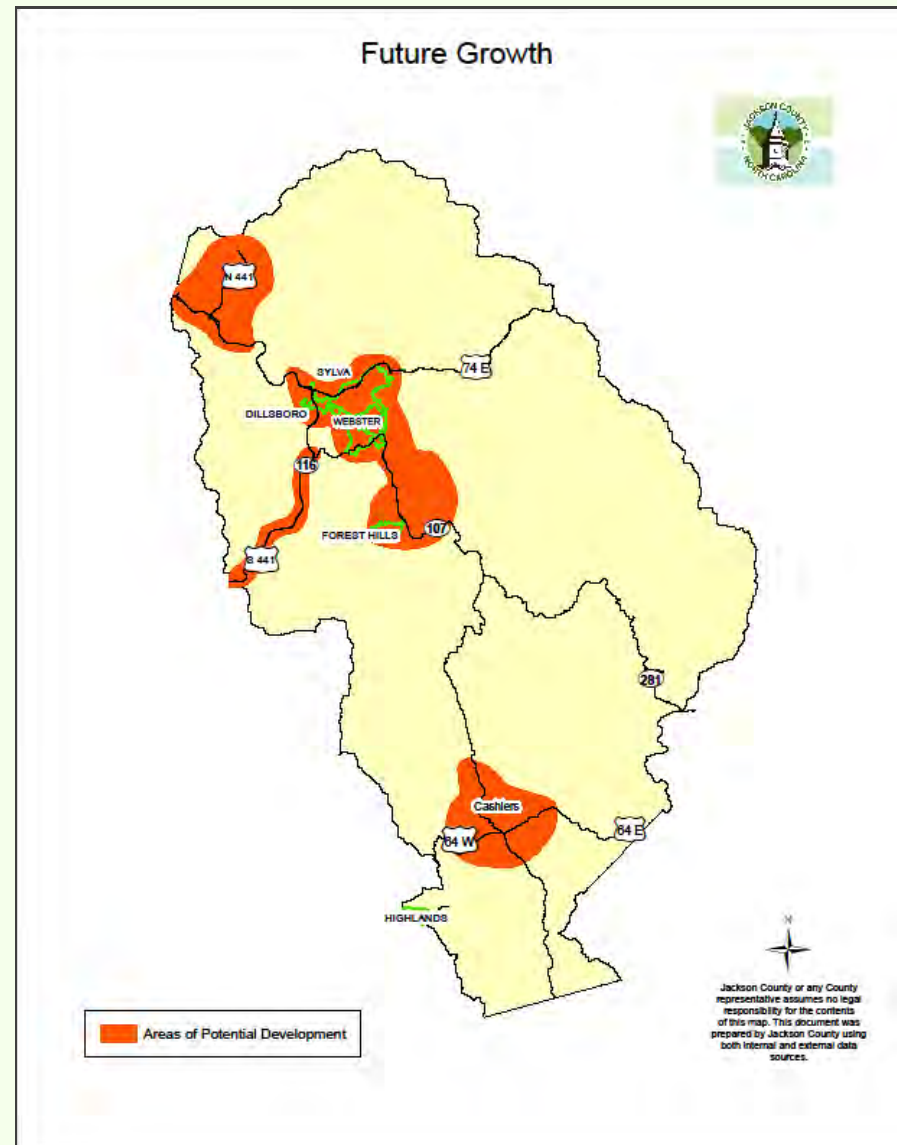 Future Growth
JACKSON COUNTY
NORTH CAROLINA
N 441
74 E
SYLVA
DILLSBORO
WEBSTER
116
FOREST HILLS
107
S 441
281
Cashiers
64 W
64 E
HIGHLANDS
N
Jackson County or any County
representative assumes no legal
responsibility for the contents
of this map. This document was
prepared by Jackson County using
both internal and external data
sources.
Areas of Potential Development